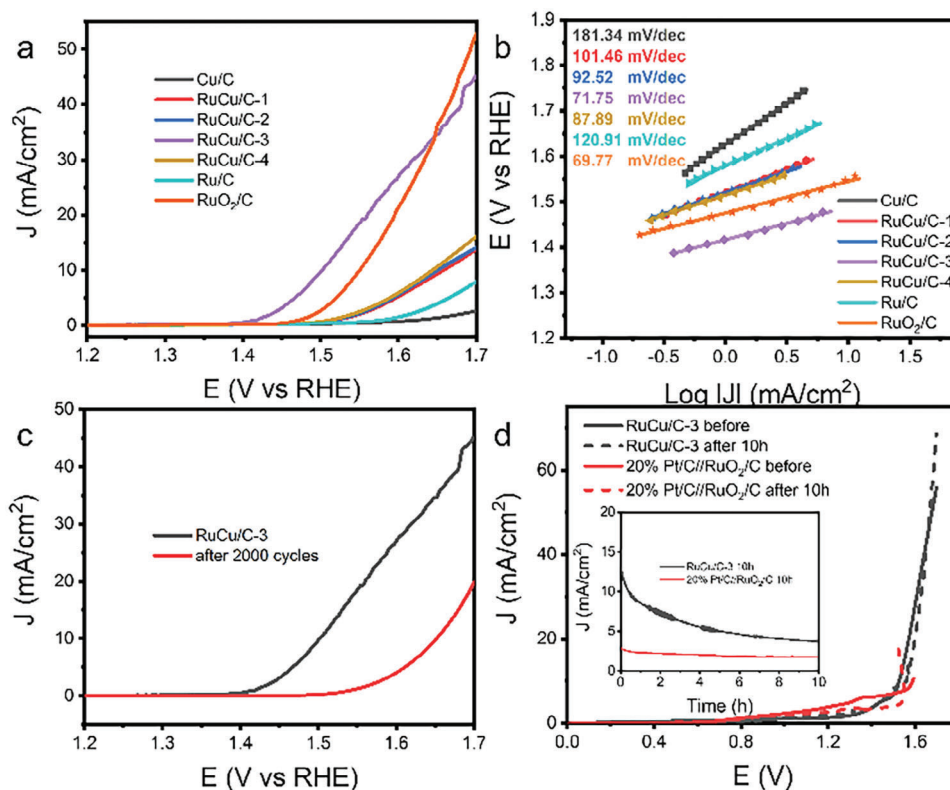 a
50
40
30
20
10
0
J (mA/cm²)
Cu/C
RuCu/C-1
RuCu/C-2
RuCu/C-3
RuCu/C-4
Ru/C
RuO₂/C
1.2 1.3 1.4 1.5 1.6 1.7
E (V vs RHE)
b
1.9
1.8
1.7
1.6
1.5
1.4
1.3
1.2
E (V vs RHE)
181.34 mV/dec
101.46 mV/dec
92.52 mV/dec
71.75 mV/dec
87.89 mV/dec
120.91 mV/dec
69.77 mV/dec
Cu/C
RuCu/C-1
RuCu/C-2
RuCu/C-3
RuCu/C-4
Ru/C
RuO₂/C
-1.0 -0.5 0.0 0.5 1.0 1.5
Log IJI (mA/cm²)
c
50
40
30
20
10
0
J (mA/cm²)
RuCu/C-3
after 2000 cycles
1.2 1.3 1.4 1.5 1.6 1.7
E (V vs RHE)
d
60
40
20
0
J (mA/cm²)
RuCu/C-3 before
RuCu/C-3 after 10h
20% Pt/C//RuO₂/C before
20% Pt/C//RuO₂/C after 10h
20
15
10
5
0
J (mA/cm²)
RuCu/C-3 10h
20% Pt/C//RuO₂/C 10h
0 2 4 6 8 10
Time (h)
0.0 0.4 0.8 1.2 1.6
E (V)